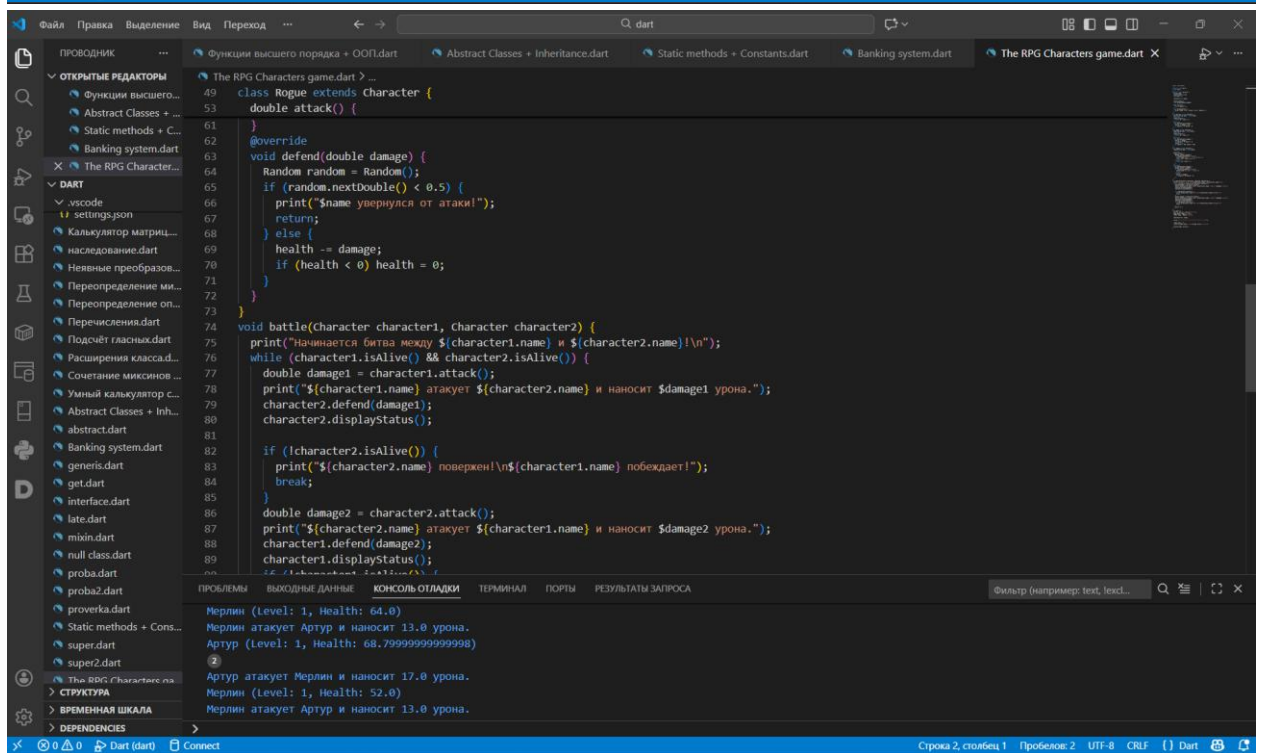 Файл Правка Выделение Вид Переход ... dart
ПРОВОДНИК ...
Функции высшего порядка + ООП.dart Abstract Classes + Inheritance.dart Static methods + Constants.dart Banking system.dart The RPG Characters game.dart
ОТКРЫТЫЕ РЕДАКТОРЫ
Функции высшего...
Abstract Classes + ...
Static methods + C...
Banking system.dart
The RPG Character...
DART
.vscode
settings.json
Калькулятор матриц....
наследование.dart
Неявные преобразов...
Переопределение ми...
Переопределение оп...
Перечисления.dart
Подсчёт гласных.dart
Расширения класса.d...
Сочетание миксинов ...
Умный калькулятор с...
Abstract Classes + Inh...
abstract.dart
Banking system.dart
generis.dart
get.dart
interface.dart
late.dart
mixin.dart
null class.dart
proba.dart
proba2.dart
proverka.dart
Static methods + Cons...
super.dart
super2.dart
The RPG Characters ga...
СТРУКТУРА
ВРЕМЕННАЯ ШКАЛА
DEPENDENCIES
The RPG Characters game.dart > ...
49 class Rogue extends Character {
53 double attack() {
61 }
62 @override
63 void defend(double damage) {
64 Random random = Random();
65 if (random.nextDouble() < 0.5) {
66 print("$name увернулся от атаки!");
67 return;
68 } else {
69 health -= damage;
70 if (health < 0) health = 0;
71 }
72 }
73 }
74 void battle(Character character1, Character character2) {
75 print("Начинается битва между ${character1.name} и ${character2.name}!\n");
76 while (character1.isAlive() && character2.isAlive()) {
77 double damage1 = character1.attack();
78 print("${character1.name} атакует ${character2.name} и наносит $damage1 урона.");
79 character2.defend(damage1);
80 character2.displayStatus();
81
82 if (!character2.isAlive()) {
83 print("${character2.name} повержен!\n${character1.name} побеждает!");
84 break;
85 }
86 double damage2 = character2.attack();
87 print("${character2.name} атакует ${character1.name} и наносит $damage2 урона.");
88 character1.defend(damage2);
89 character1.displayStatus();
90 if (!character1.isAlive()) {
ПРОБЛЕМЫ ВЫХОДНЫЕ ДАННЫЕ КОНСОЛЬ ОТЛАДКИ ТЕРМИНАЛ ПОРТЫ РЕЗУЛЬТАТЫ ЗАПРОСА Фильтр (например: text, !excl...
Мерлин (Level: 1, Health: 64.0)
Мерлин атакует Артур и наносит 13.0 урона.
Артур (Level: 1, Health: 68.79999999999998)
2
Артур атакует Мерлин и наносит 17.0 урона.
Мерлин (Level: 1, Health: 52.0)
Мерлин атакует Артур и наносит 13.0 урона.
>
0 0 Dart (dart) Connect Строка 2, столбец 1 Пробелов: 2 UTF-8 CRLF {} Dart